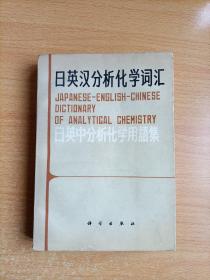 日英汉分析化学词汇
JAPANESE-ENGLISH-CHINESE
DICTIONARY
OF ANALYTICAL CHEMISTRY
日英中分析化学用語集
科学出版社